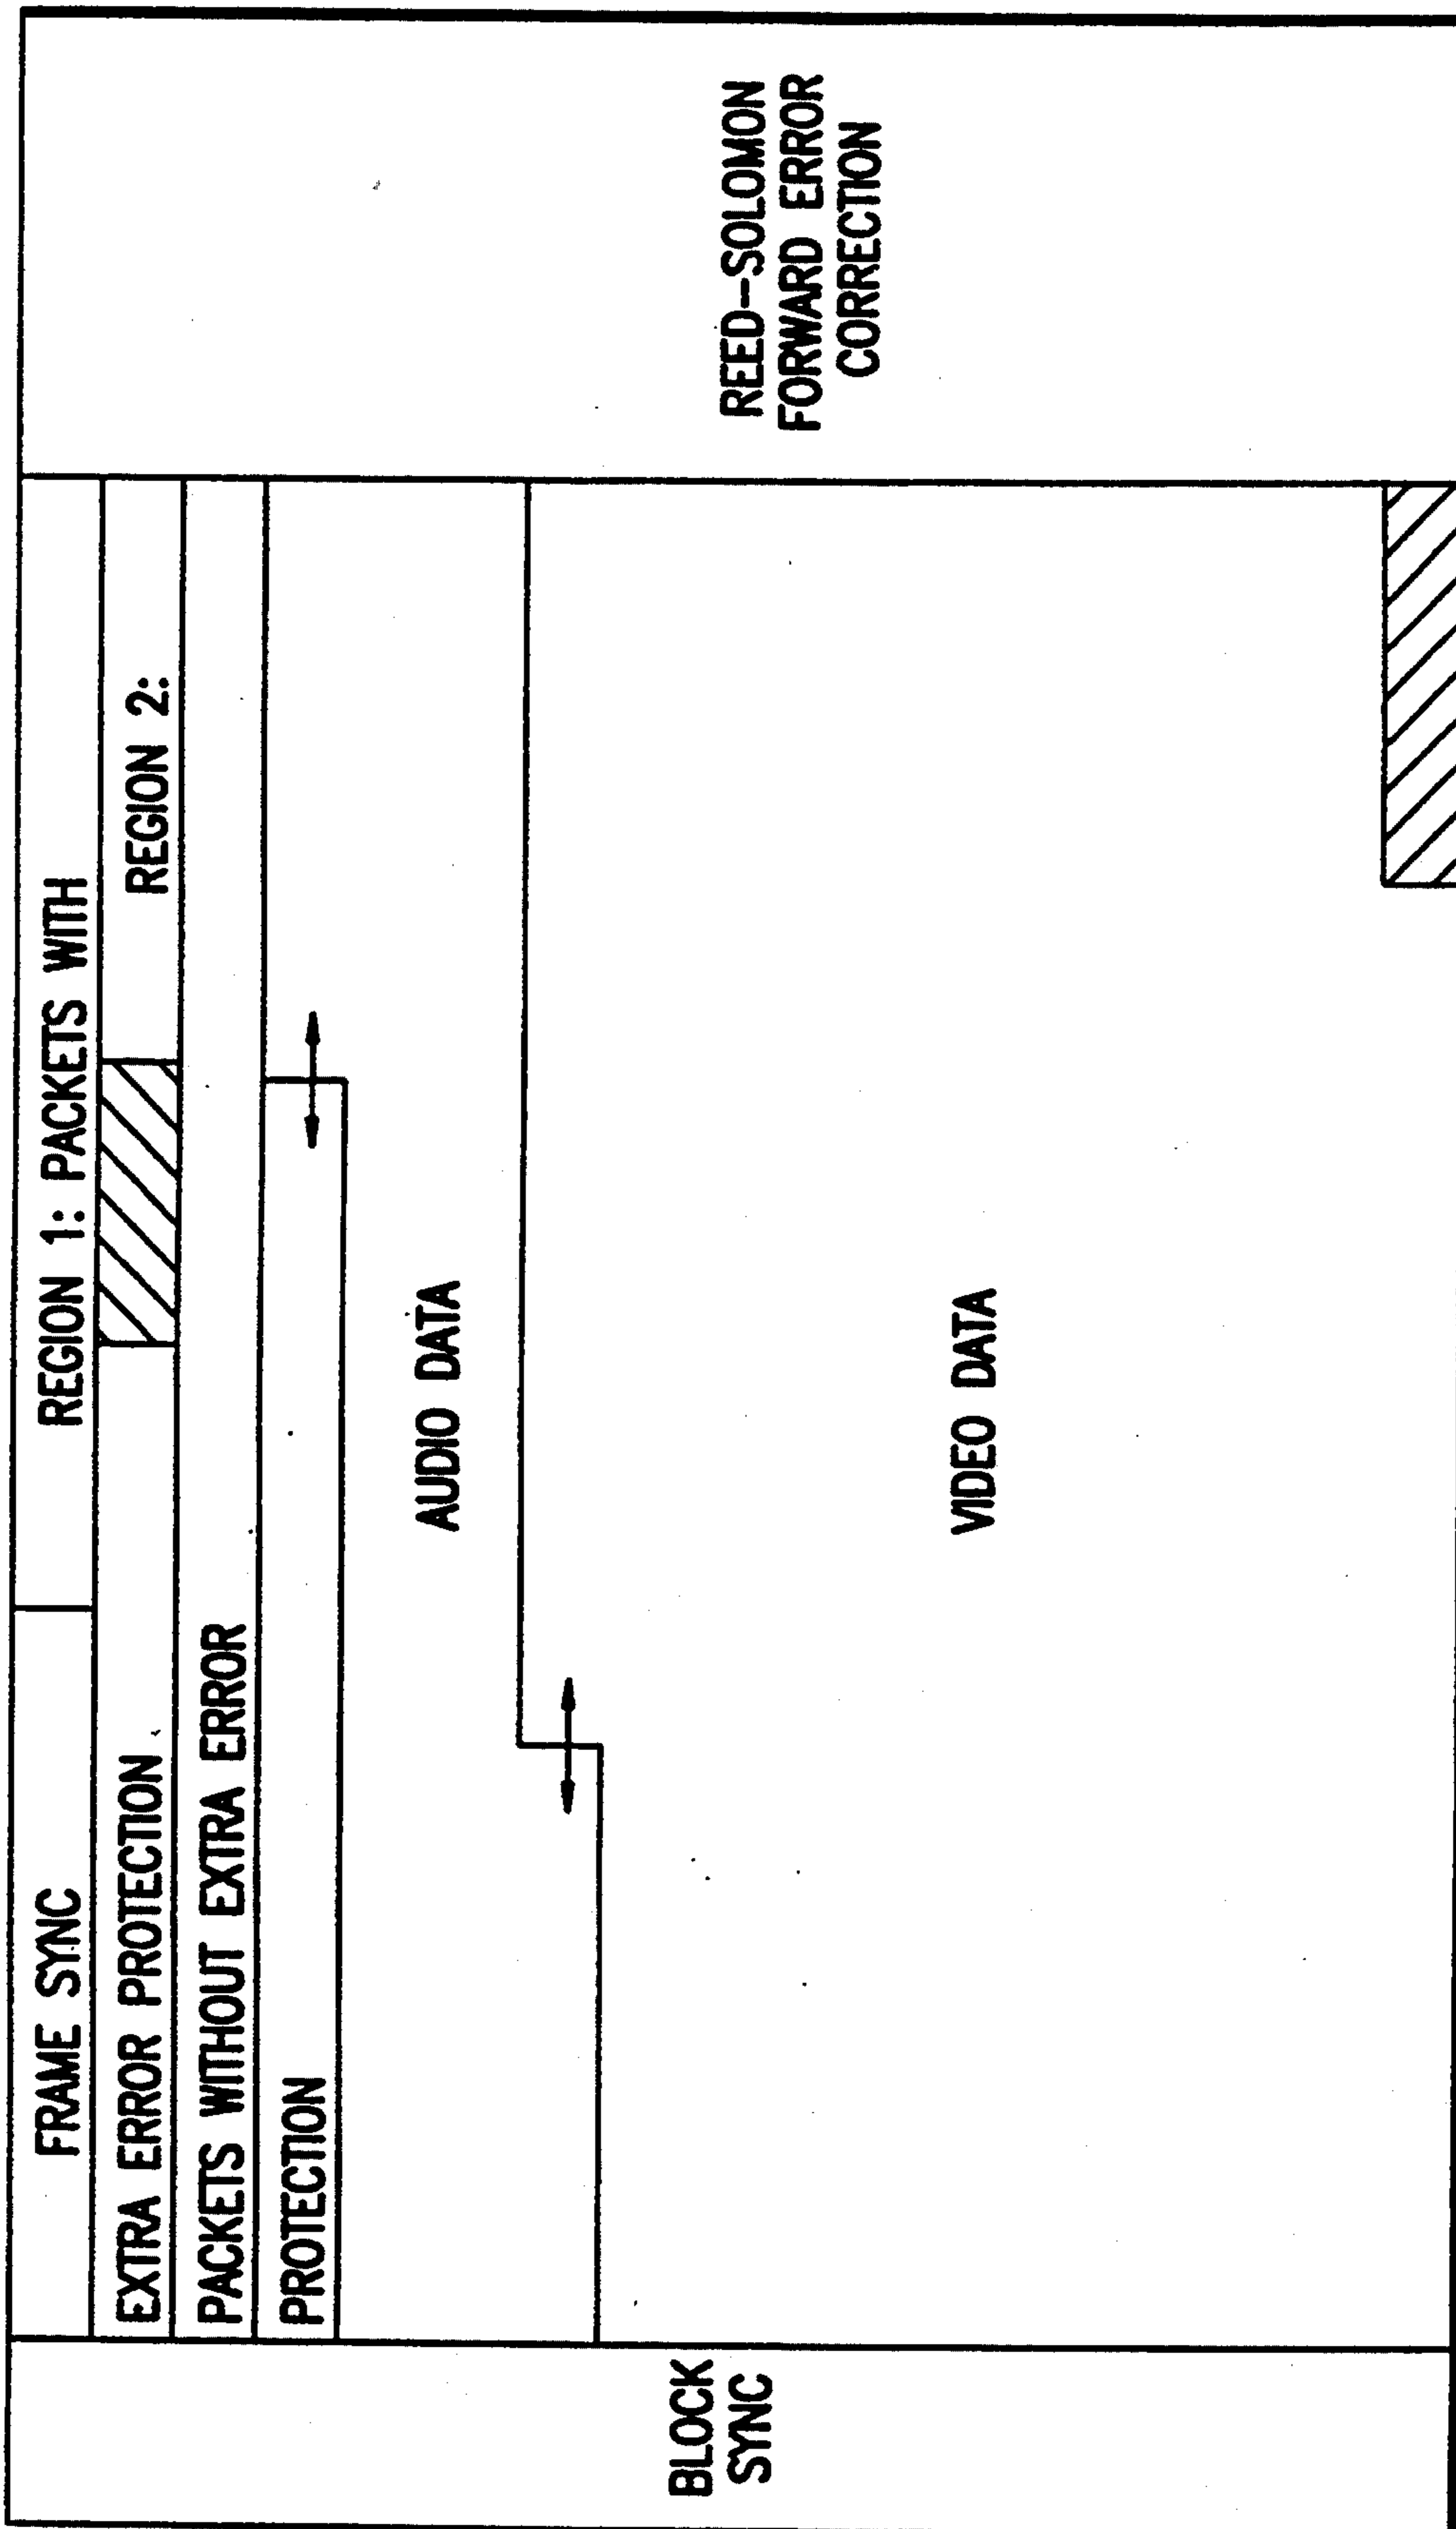 FRAME SYNC
REGION 1: PACKETS WITH
EXTRA ERROR PROTECTION
REGION 2:
PACKETS WITHOUT EXTRA ERROR
PROTECTION
AUDIO DATA
VIDEO DATA
BLOCK
SYNC
REED-SOLOMON
FORWARD ERROR
CORRECTION